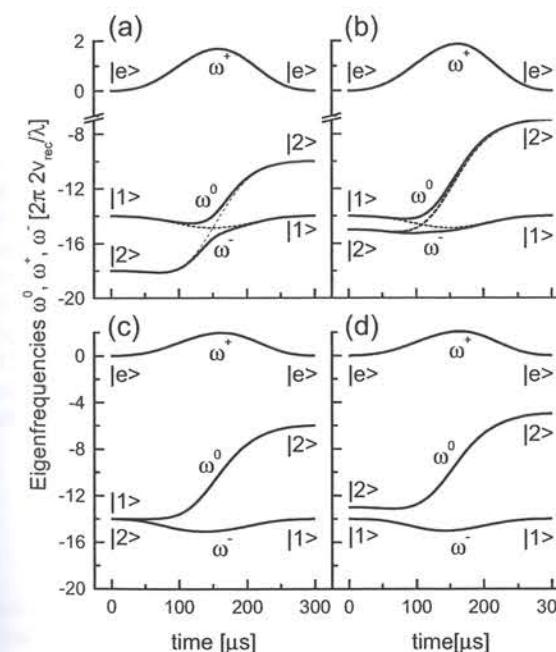 (a)
(b)
2
0
-8
-12
-16
-20
|e>
ω⁺
|e>
|e>
ω⁺
|e>
|2>
|2>
|1>
ω⁰
|1>
ω⁰
|2>
ω⁻
|1>
|2>
ω⁻
|1>
Eigenfrequencies ω⁰, ω⁺, ω⁻ [2π 2v_rec/λ]
(c)
(d)
0
-4
-8
-12
-16
-20
ω⁺
ω⁺
|e>
|e>
|e>
|e>
|2>
|2>
ω⁰
ω⁰
|1>
|2>
|2>
ω⁻
|1>
|1>
ω⁻
|1>
0 100 200 300
0 100 200 30
time [μs]
time[μs]